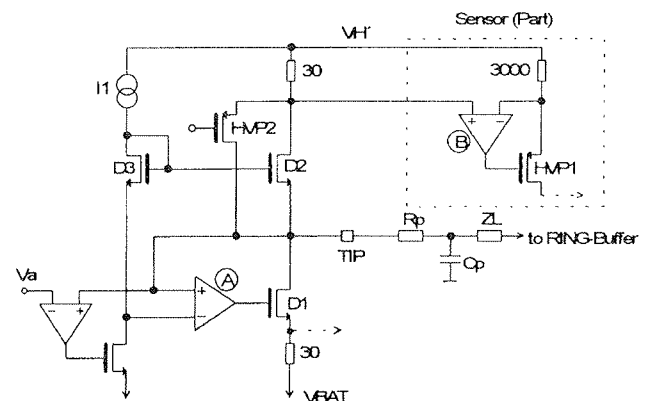 Sensor (Part)
VH'
30
3000
I1
HVP2
+
−
B
HVP1
D3
D2
Rp
ZL
to RING-Buffer
TIP
Cp
Va
−
+
+
−
A
D1
30
VBAT